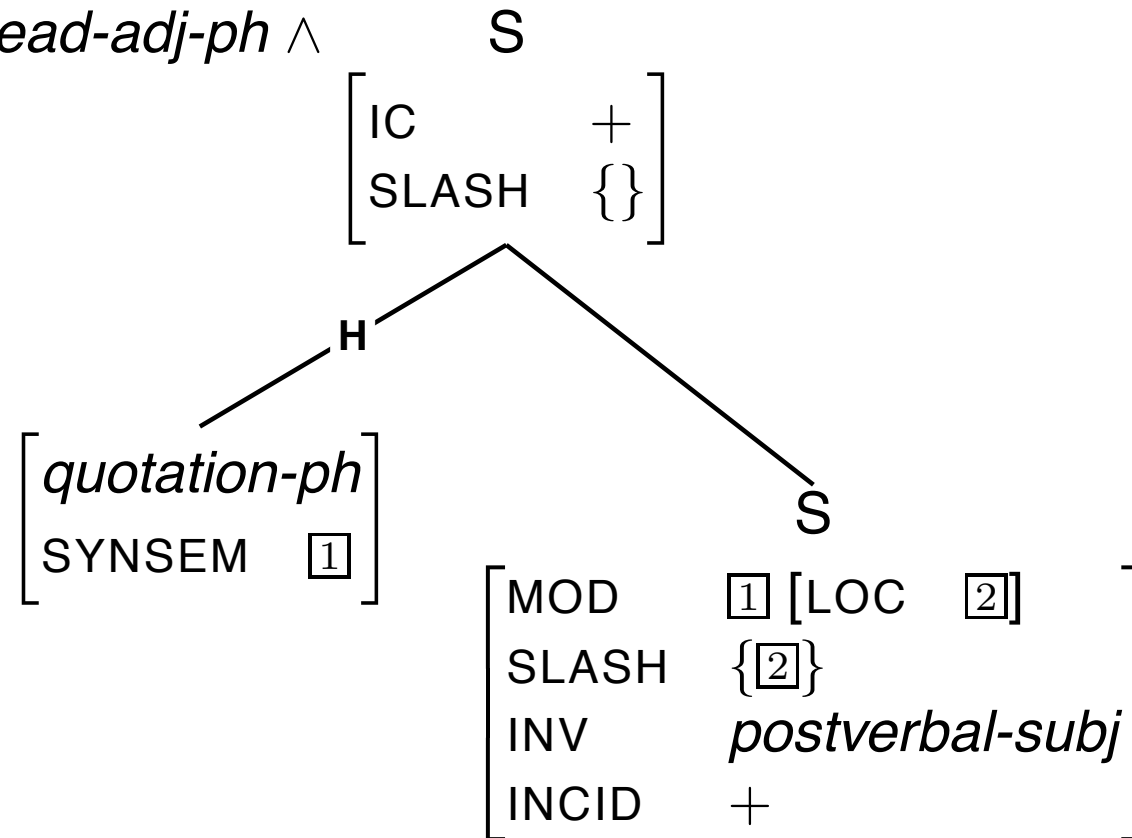 ead-adj-ph ∧ S
IC +
SLASH {}
H
quotation-ph
SYNSEM 1
S
MOD 1 [LOC 2]
SLASH {2}
INV postverbal-subj
INCID +